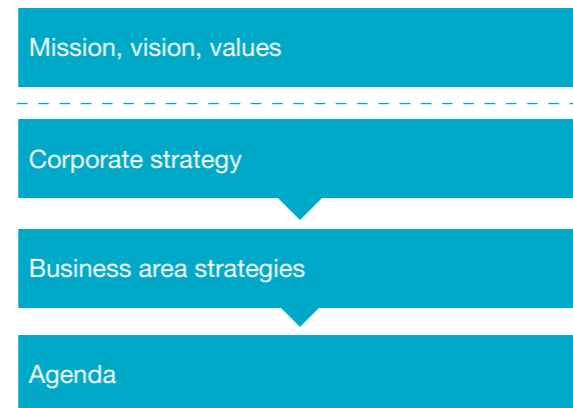 Mission, vision, values
Corporate strategy
Business area strategies
Agenda